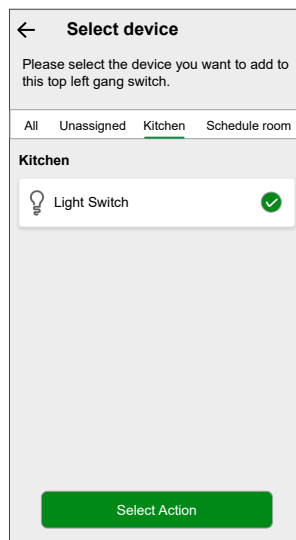 Select device
Please select the device you want to add to
this top left gang switch.
All Unassigned Kitchen Schedule room
Kitchen
Light Switch
Select Action